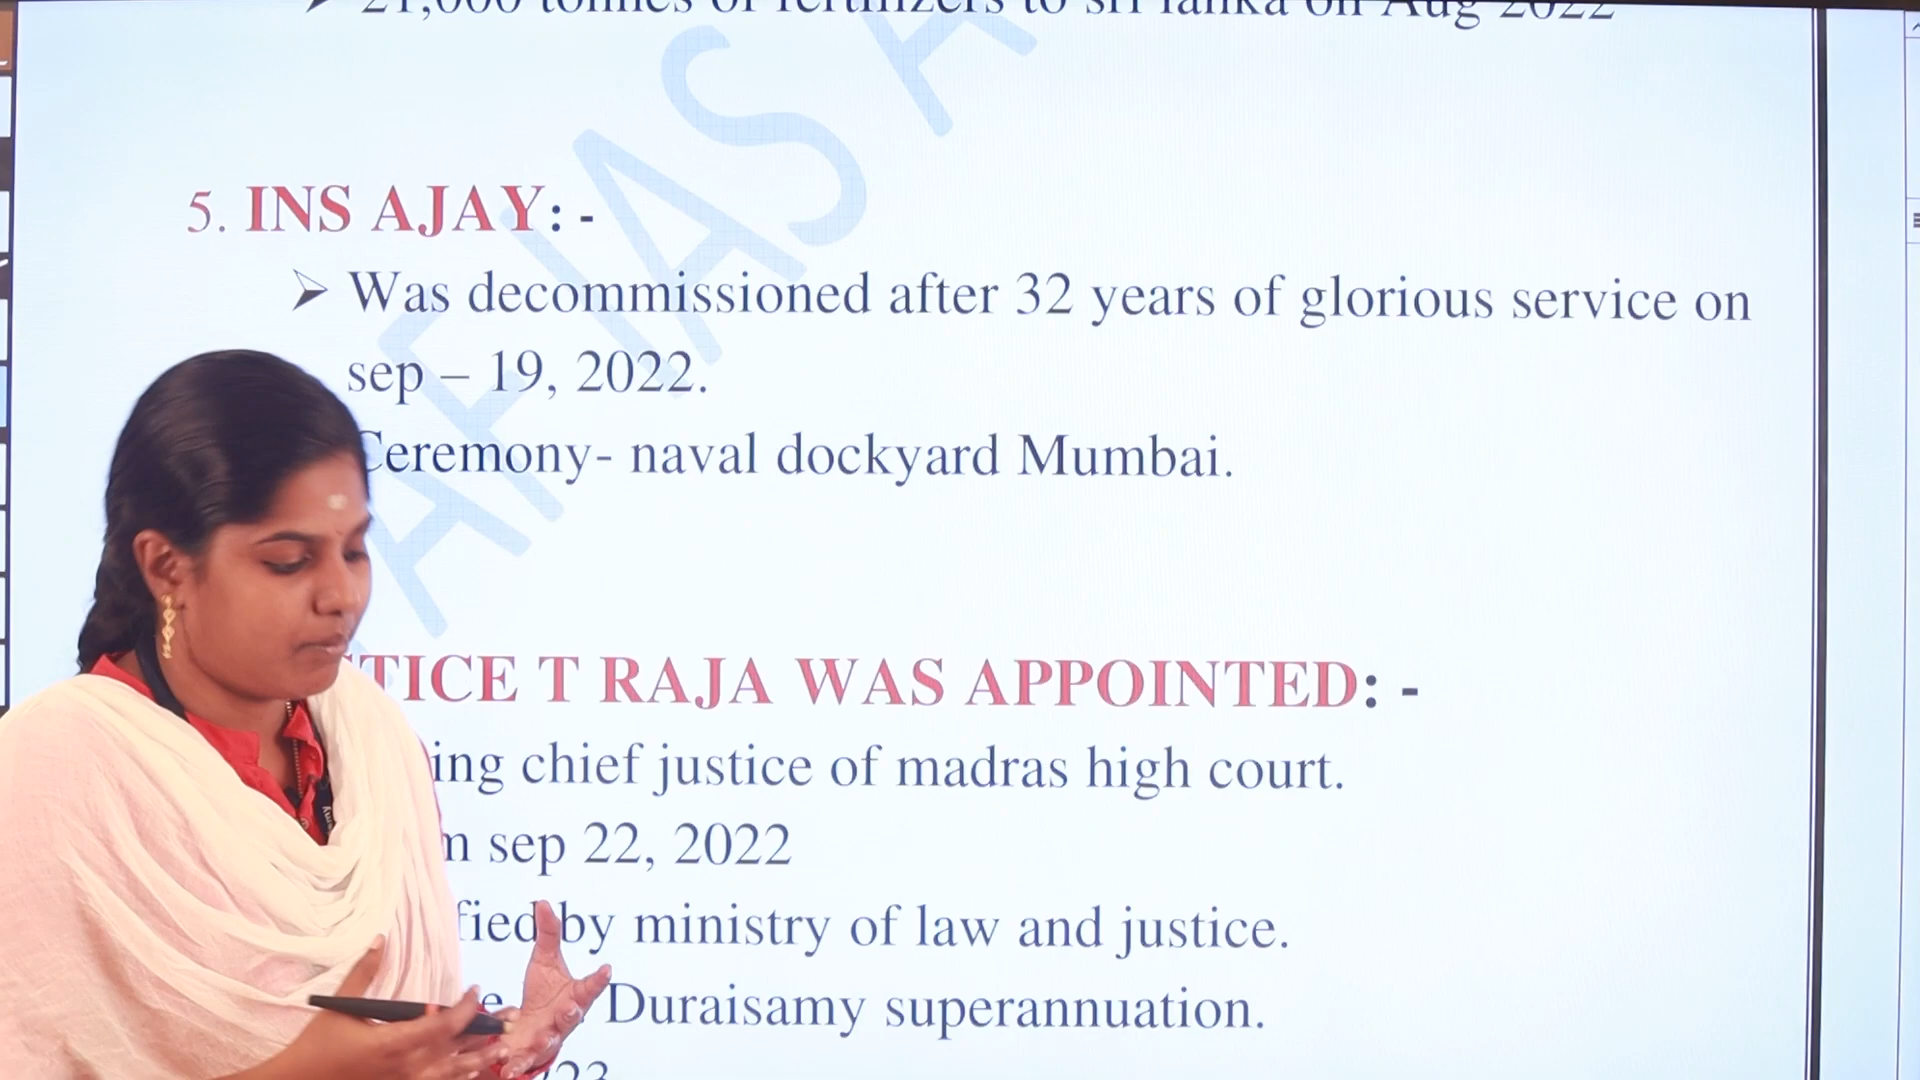 21,000 tonnes of fertilizers to sri lanka on Aug 2022
5. INS AJAY: -
Was decommissioned after 32 years of glorious service on
sep – 19, 2022.
Ceremony- naval dockyard Mumbai.
TICE T RAJA WAS APPOINTED: -
ing chief justice of madras high court.
sep 22, 2022
fied by ministry of law and justice.
Duraisamy superannuation.
IAS